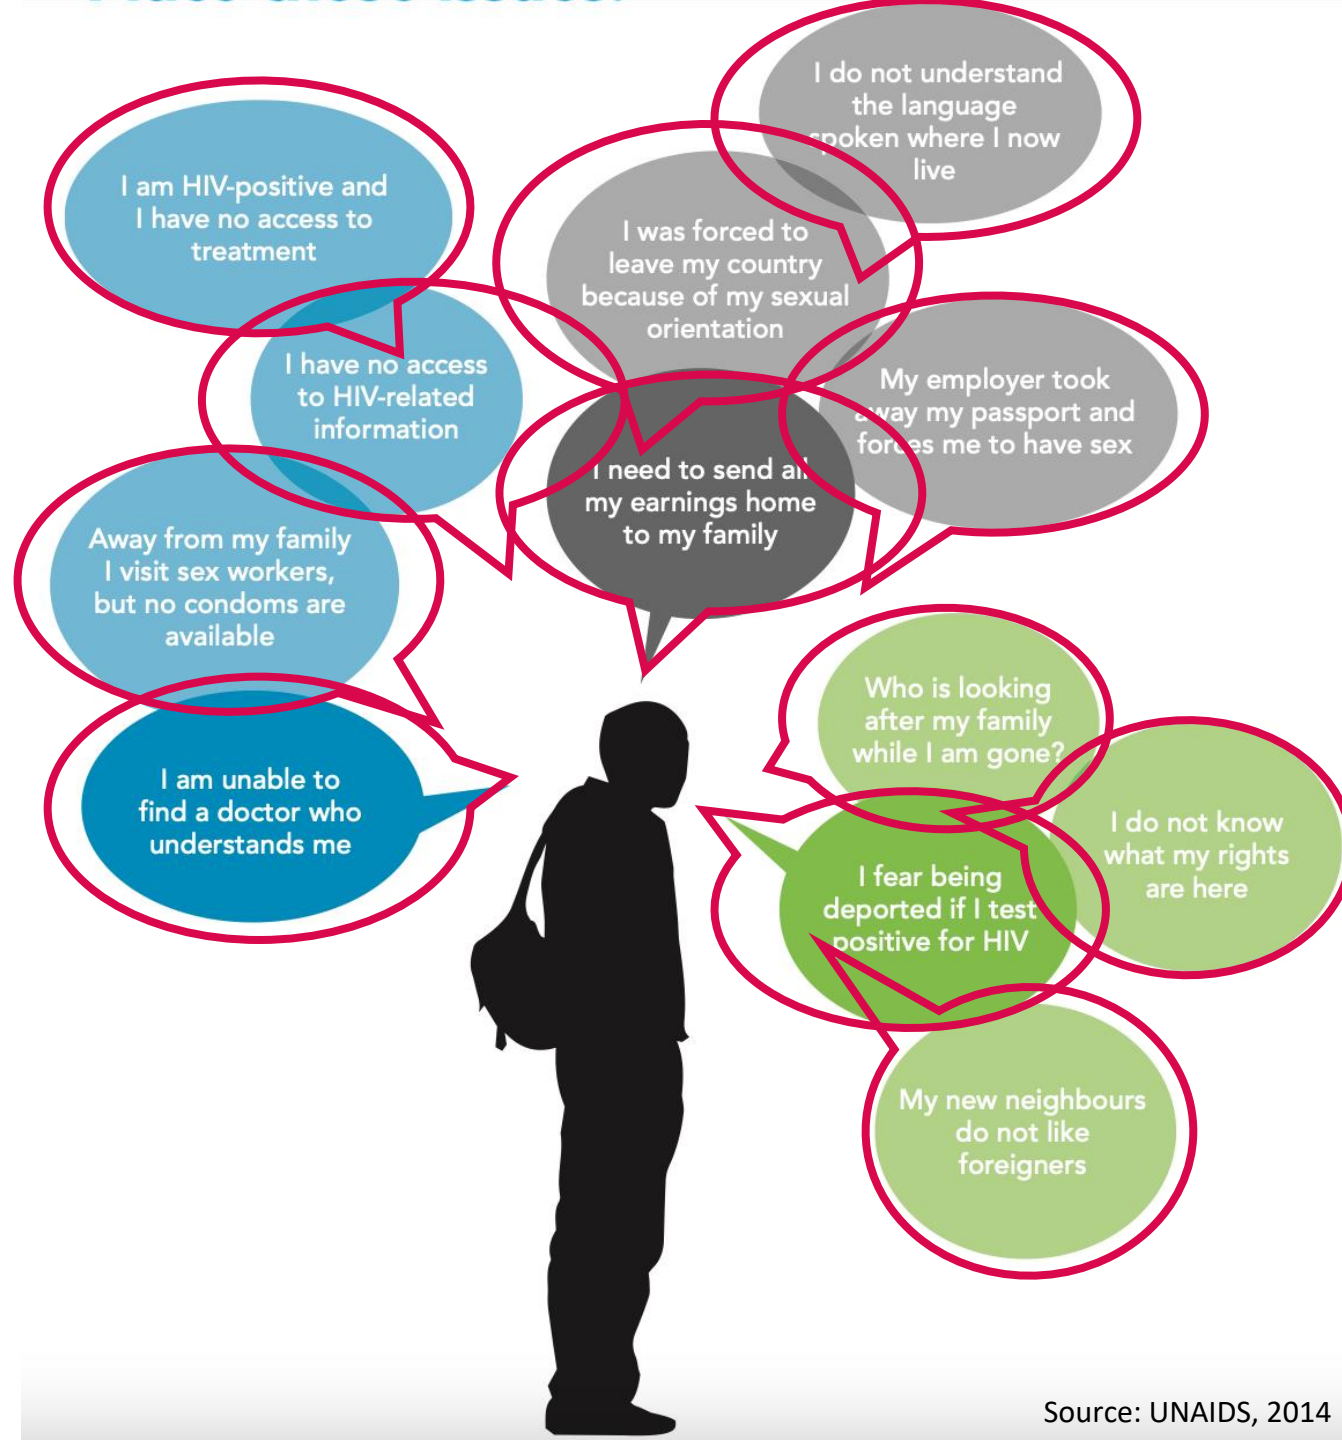 I do not understand
the language
spoken where I now
live
I am HIV-positive and
I have no access to
treatment
I was forced to
leave my country
because of my sexual
orientation
I have no access
to HIV-related
information
My employer took
away my passport and
forces me to have sex
I need to send all
my earnings home
to my family
Away from my family
I visit sex workers,
but no condoms are
available
Who is looking
after my family
while I am gone?
I am unable to
find a doctor who
understands me
I do not know
what my rights
are here
I fear being
deported if I test
positive for HIV
My new neighbours
do not like
foreigners
Source: UNAIDS, 2014